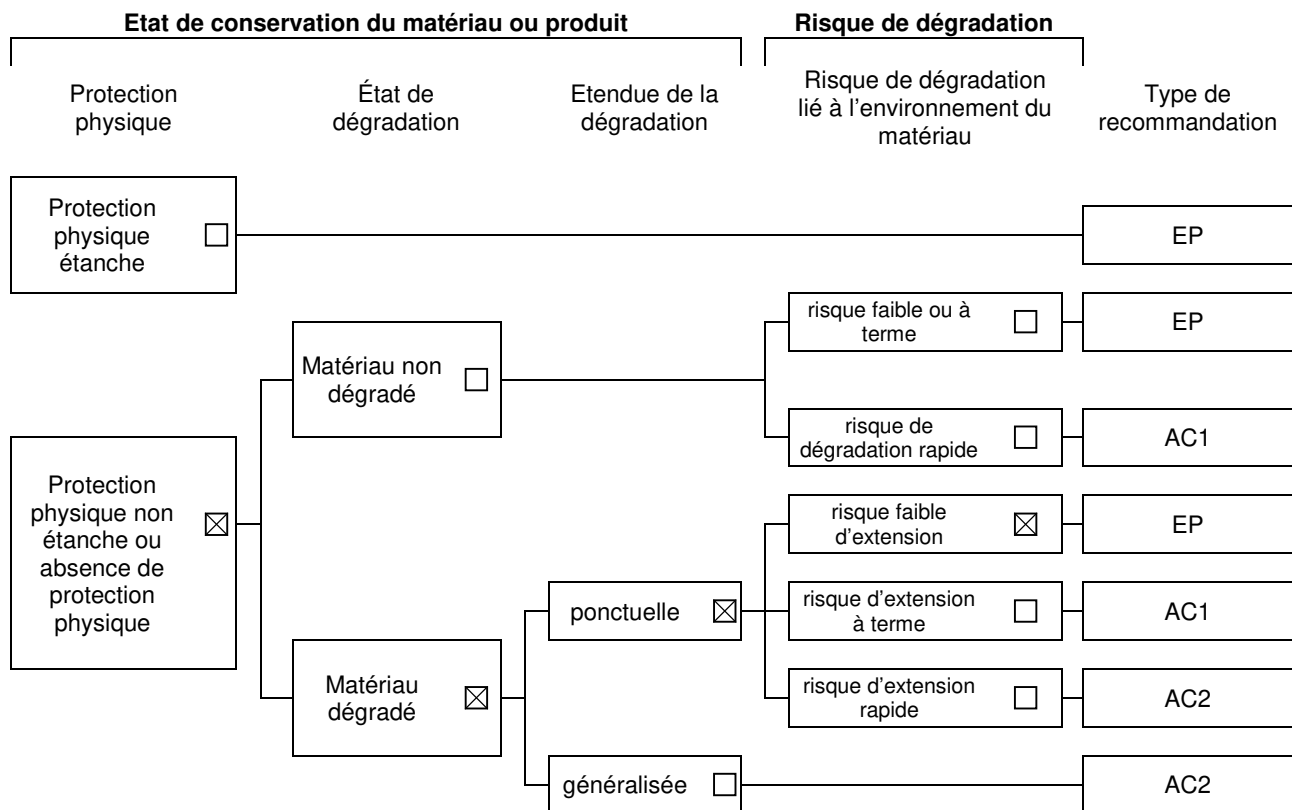 Etat de conservation du matériau ou produit
Risque de dégradation
Protection
physique
État de
dégradation
Etendue de la
dégradation
Risque de dégradation
lié à l'environnement du
matériau
Type de
recommandation
Protection
physique
étanche
EP
risque faible ou à
terme
EP
Matériau non
dégradé
risque de
dégradation rapide
AC1
Protection
physique non
étanche ou
absence de
protection
physique
risque faible
d'extension
EP
ponctuelle
risque d'extension
à terme
AC1
Matériau
dégradé
risque d'extension
rapide
AC2
généralisée
AC2